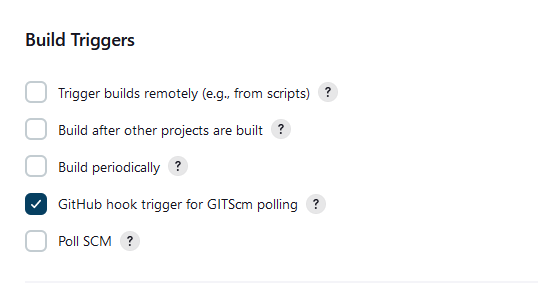 Build Triggers
Trigger builds remotely (e.g., from scripts) ?
Build after other projects are built ?
Build periodically ?
GitHub hook trigger for GITScm polling ?
Poll SCM ?